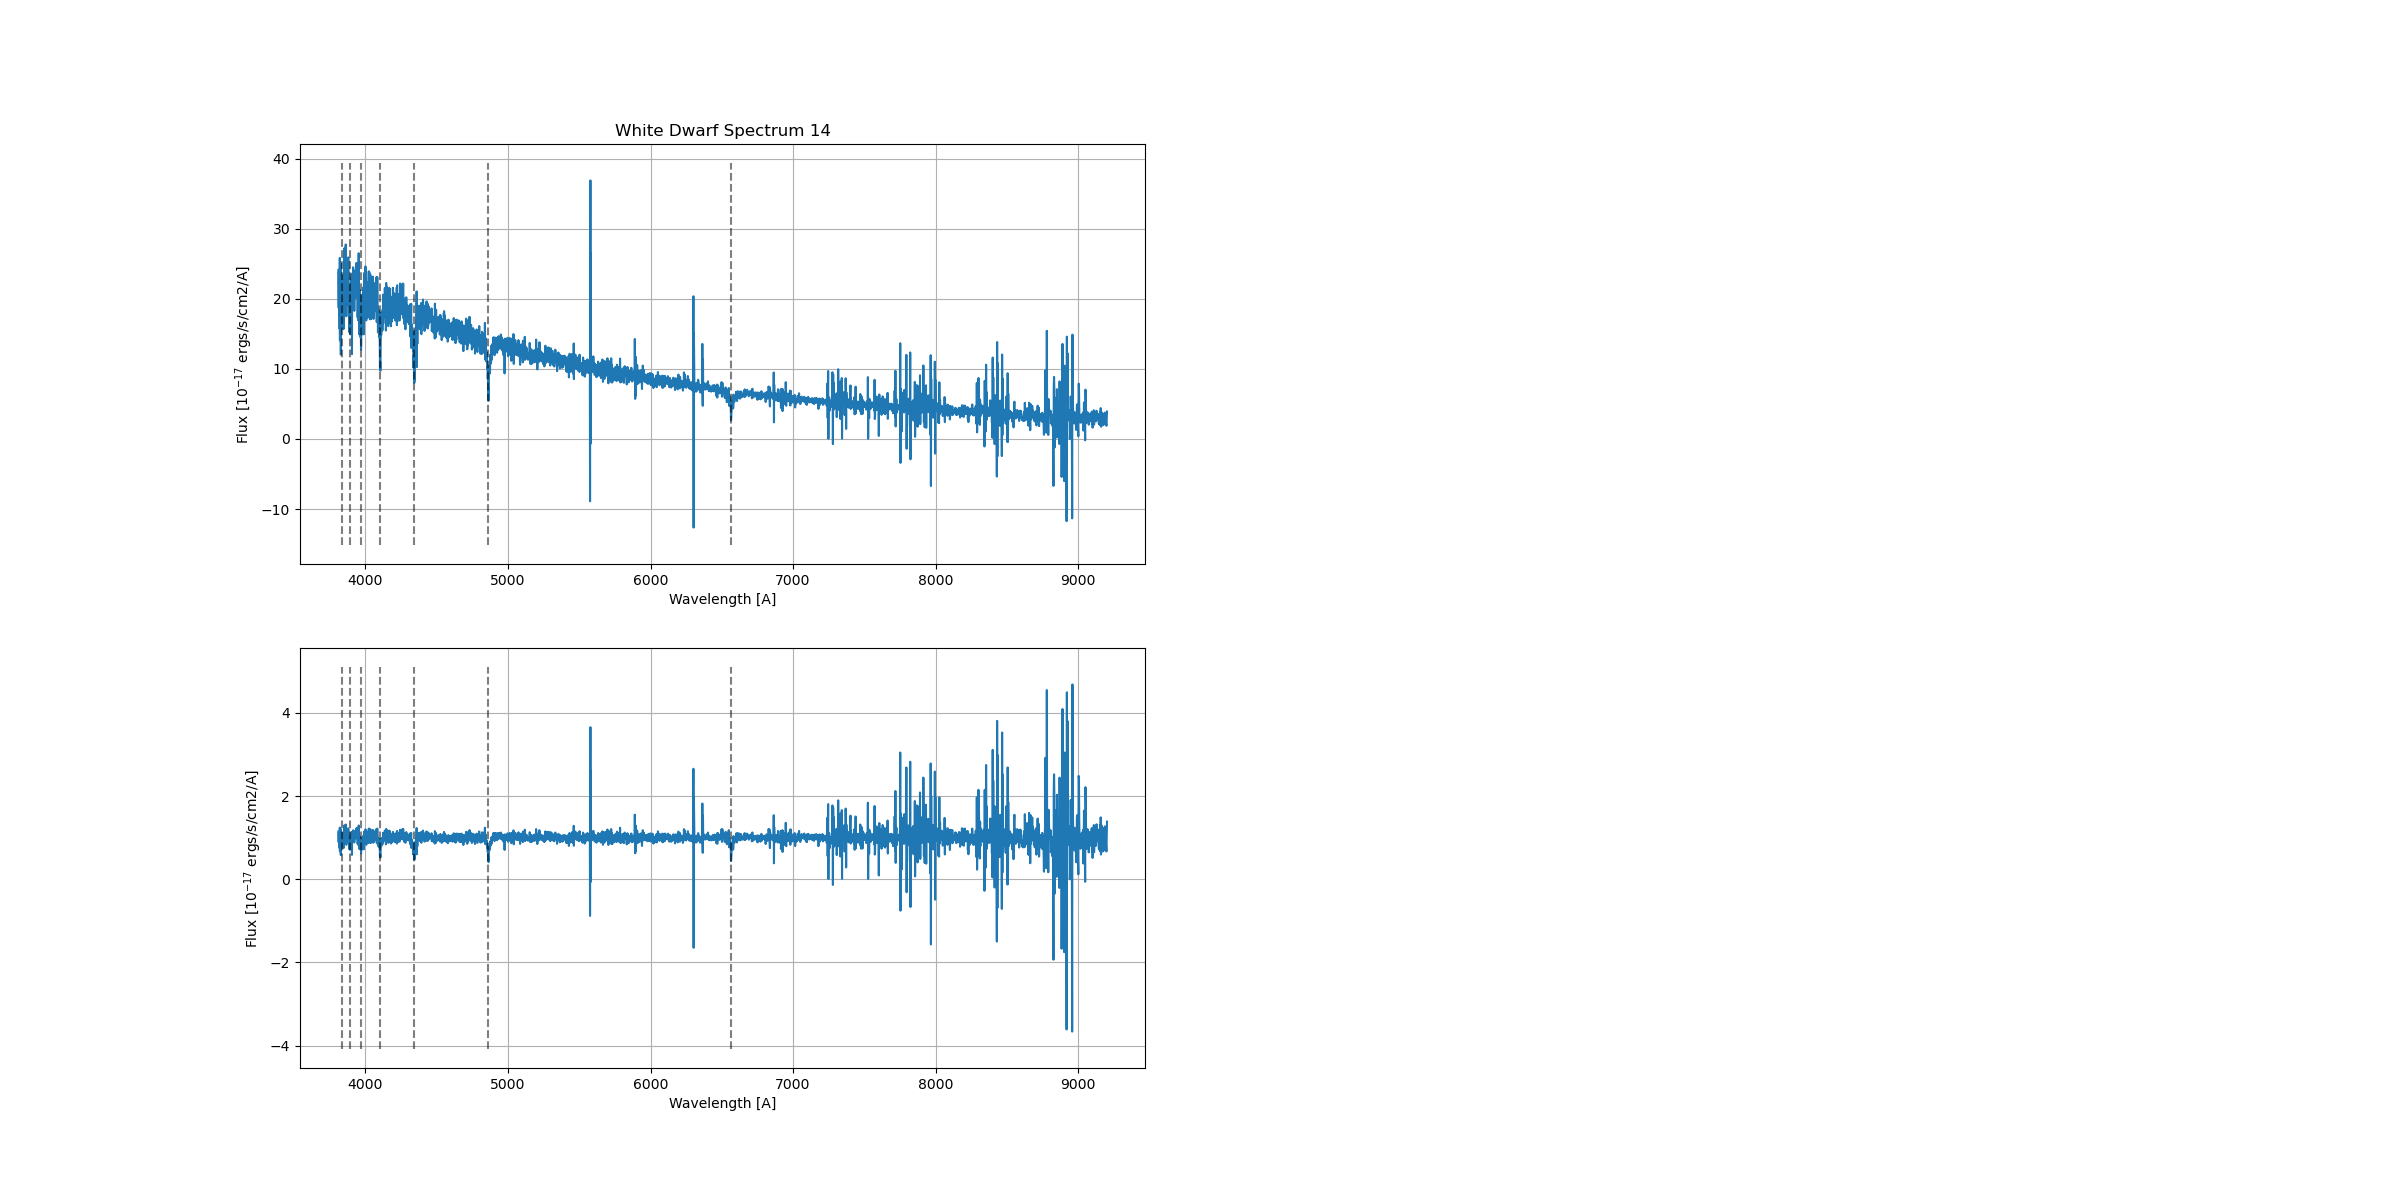 White Dwarf Spectrum 14
Flux [10⁻¹⁷ ergs/s/cm2/A]
40
30
20
10
0
−10
4000 5000 6000 7000 8000 9000
Wavelength [A]
Flux [10⁻¹⁷ ergs/s/cm2/A]
4
2
0
−2
−4
4000 5000 6000 7000 8000 9000
Wavelength [A]